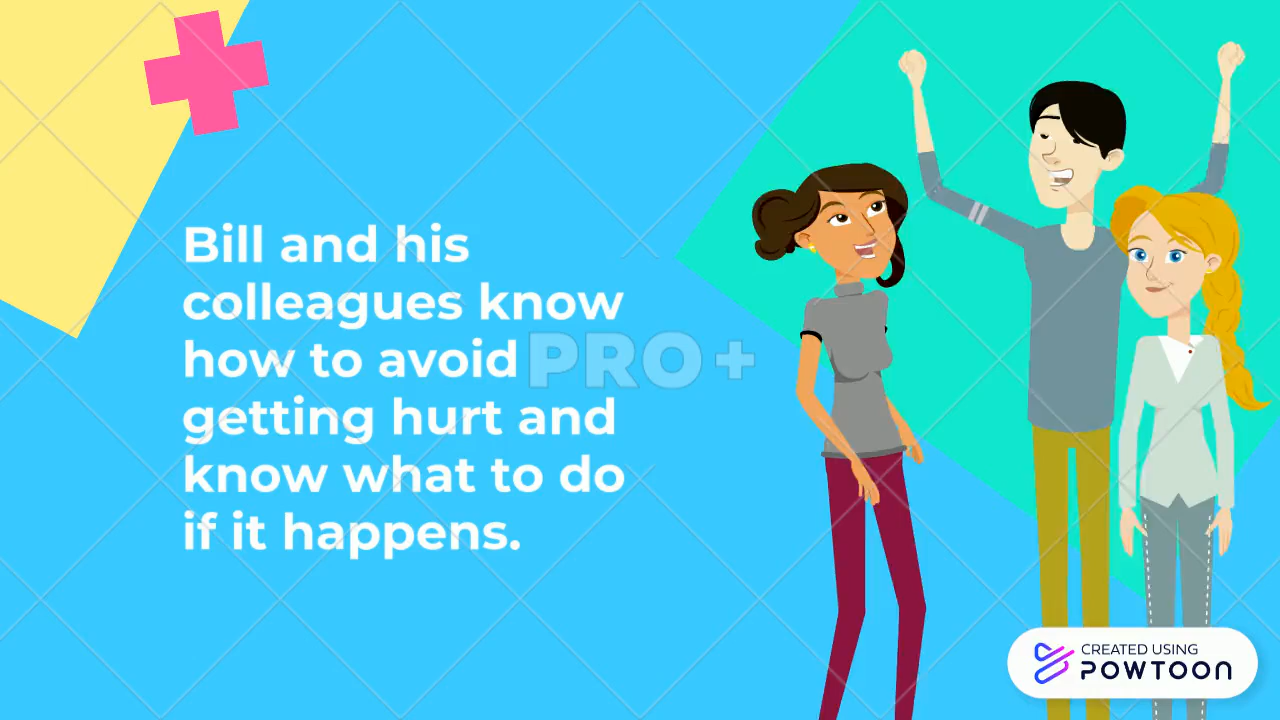 Bill and his
colleagues know
how to avoid
getting hurt and
know what to do
if it happens.
PRO+
CREATED USING
POWTOON